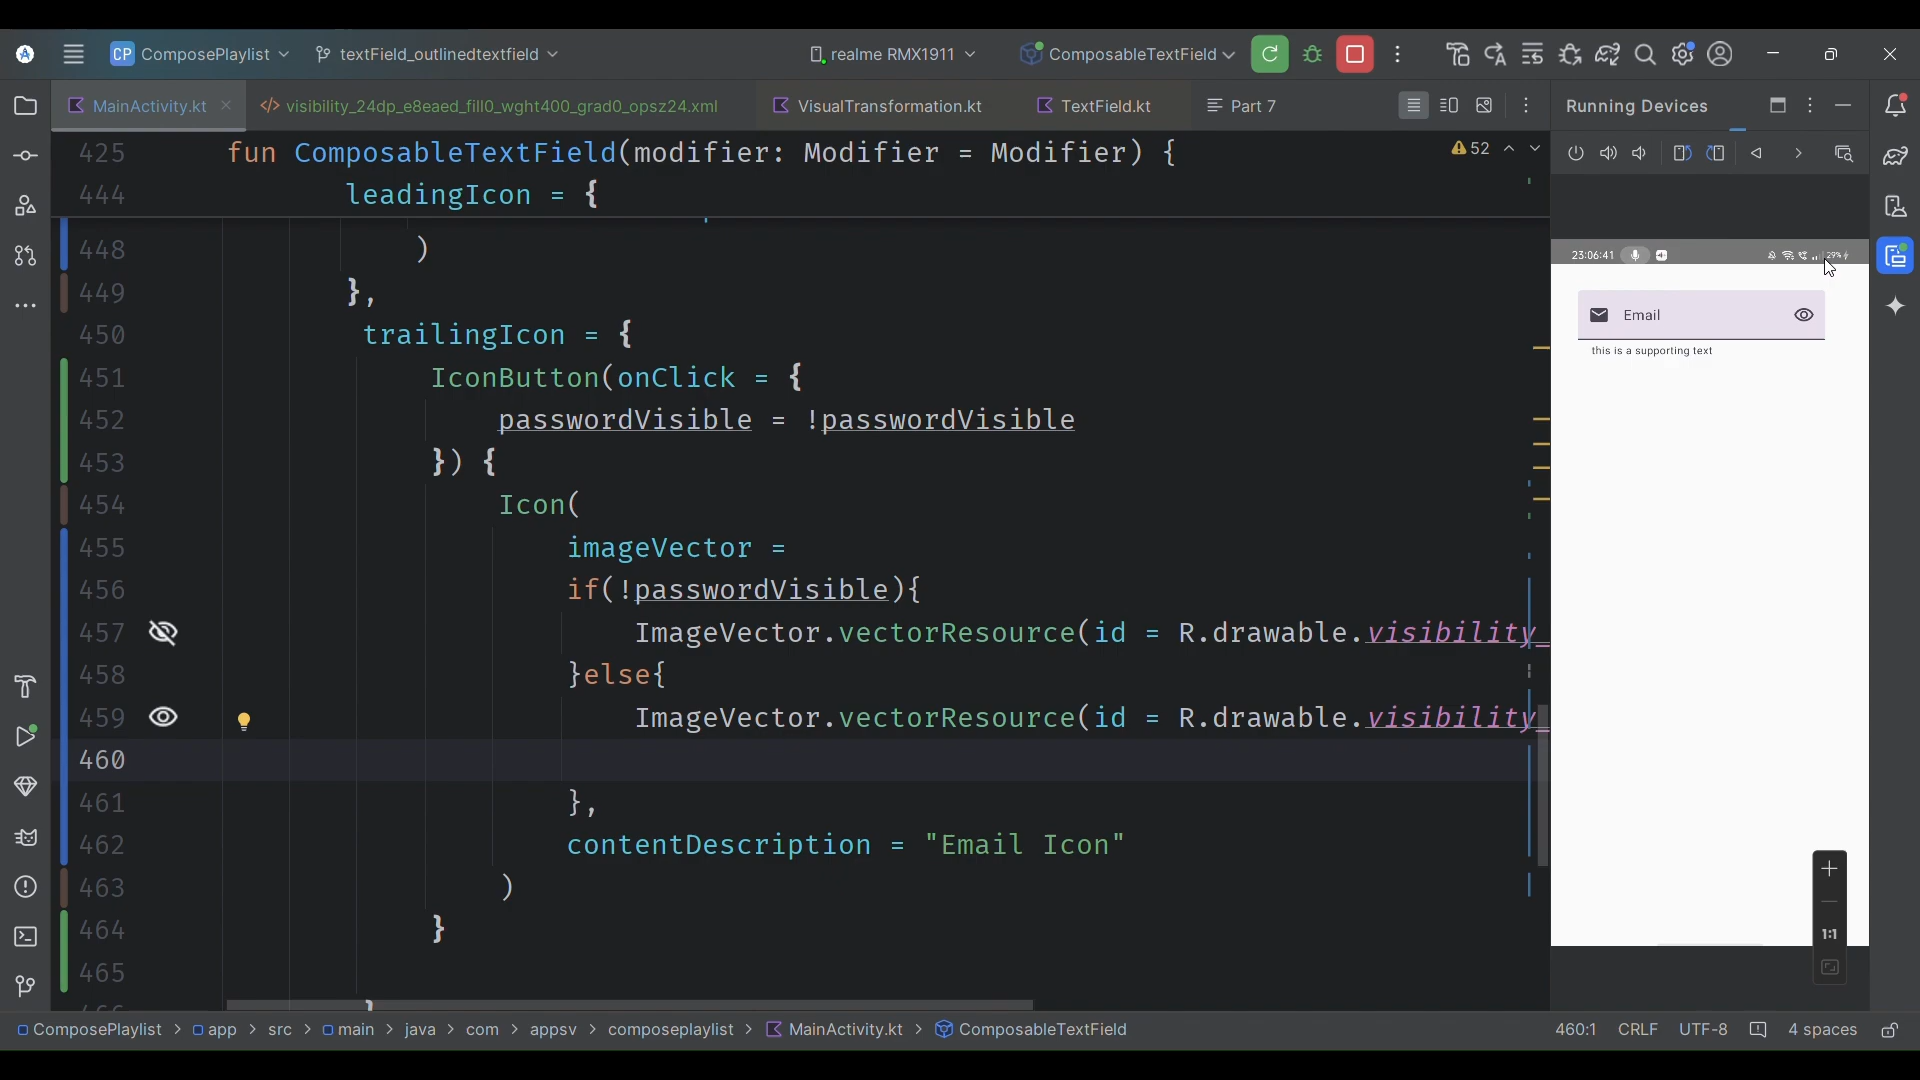 CP ComposePlaylist textField_outlinedtextfield realme RMX1911 ComposableTextField
MainActivity.kt visibility_24dp_e8eaed_fill0_wght400_grad0_opsz24.xml VisualTransformation.kt TextField.kt Part 7 Running Devices
425 fun ComposableTextField(modifier: Modifier = Modifier) { 52
444 leadingIcon = {
448 )
449 },
450 trailingIcon = {
451 IconButton(onClick = {
452 passwordVisible = !passwordVisible
453 }) {
454 Icon(
455 imageVector =
456 if(!passwordVisible){
457 ImageVector.vectorResource(id = R.drawable.visibility_
458 }else{
459 ImageVector.vectorResource(id = R.drawable.visibility_
460
461 },
462 contentDescription = "Email Icon"
463 )
464 }
465
}
23:06:41 29%
Email
this is a supporting text
1:1
ComposePlaylist > app > src > main > java > com > appsv > composeplaylist > MainActivity.kt > ComposableTextField 460:1 CRLF UTF-8 4 spaces